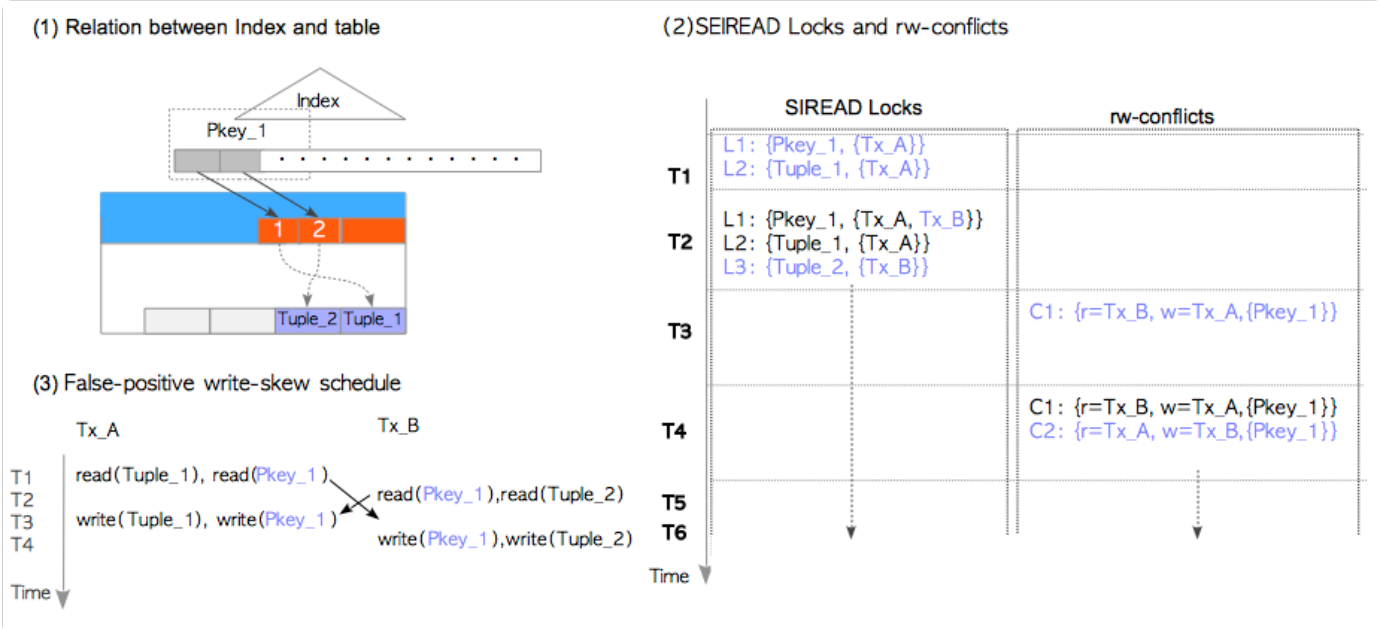 (1) Relation between Index and table
Index
Pkey_1
1 2
Tuple_2 Tuple_1
(2)SEIREAD Locks and rw-conflicts
SIREAD Locks
rw-conflicts
L1: {Pkey_1, {Tx_A}}
L2: {Tuple_1, {Tx_A}}
T1
L1: {Pkey_1, {Tx_A, Tx_B}}
L2: {Tuple_1, {Tx_A}}
L3: {Tuple_2, {Tx_B}}
T2
C1: {r=Tx_B, w=Tx_A,{Pkey_1}}
T3
C1: {r=Tx_B, w=Tx_A,{Pkey_1}}
C2: {r=Tx_A, w=Tx_B,{Pkey_1}}
T4
T5
T6
Time
(3) False-positive write-skew schedule
Tx_A
Tx_B
T1
read(Tuple_1), read(Pkey_1)
T2
read(Pkey_1),read(Tuple_2)
T3
write(Tuple_1), write(Pkey_1)
T4
write(Pkey_1),write(Tuple_2)
Time